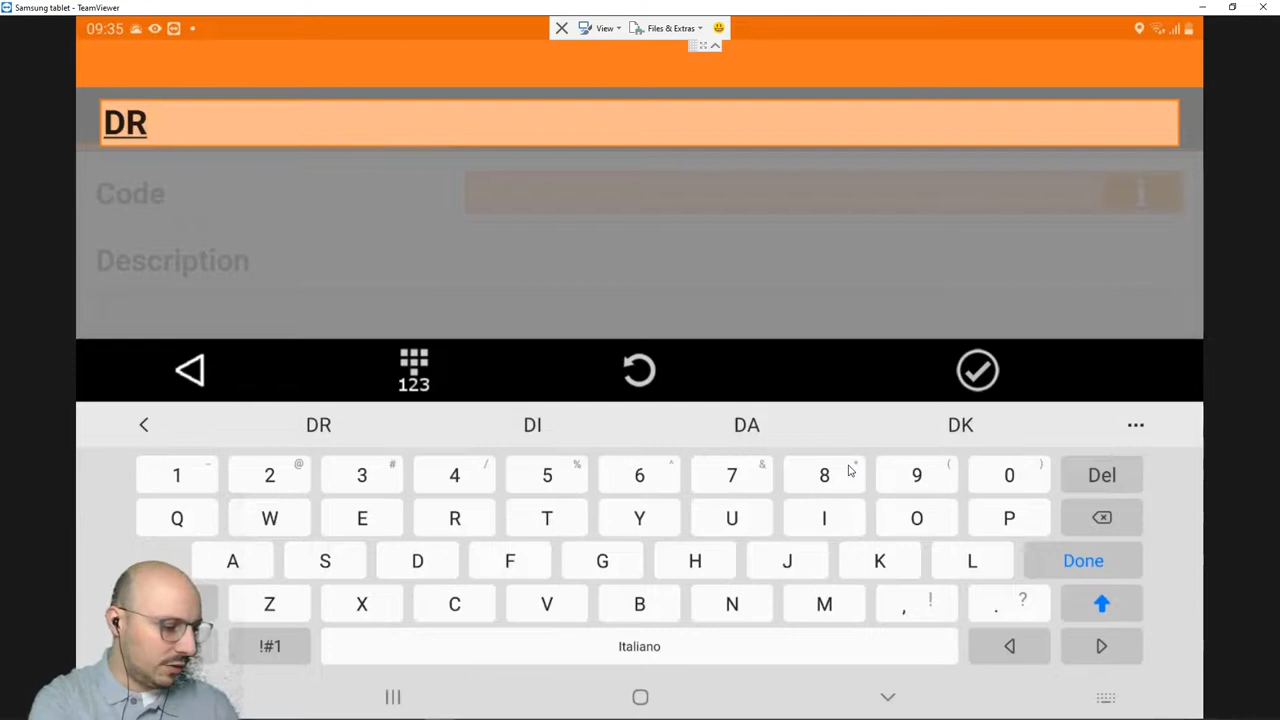 Samsung tablet - TeamViewer
09:35
View
Files & Extras
DR
Code
i
Description
123
DR DI DA DK ...
1 - 2 @ 3 # 4 / 5 % 6 ^ 7 & 8 * 9 ( 0 ) Del
Q W E R T Y U I O P
A S D F G H J K L Done
Z X C V B N M , ! . ?
!#1 Italiano